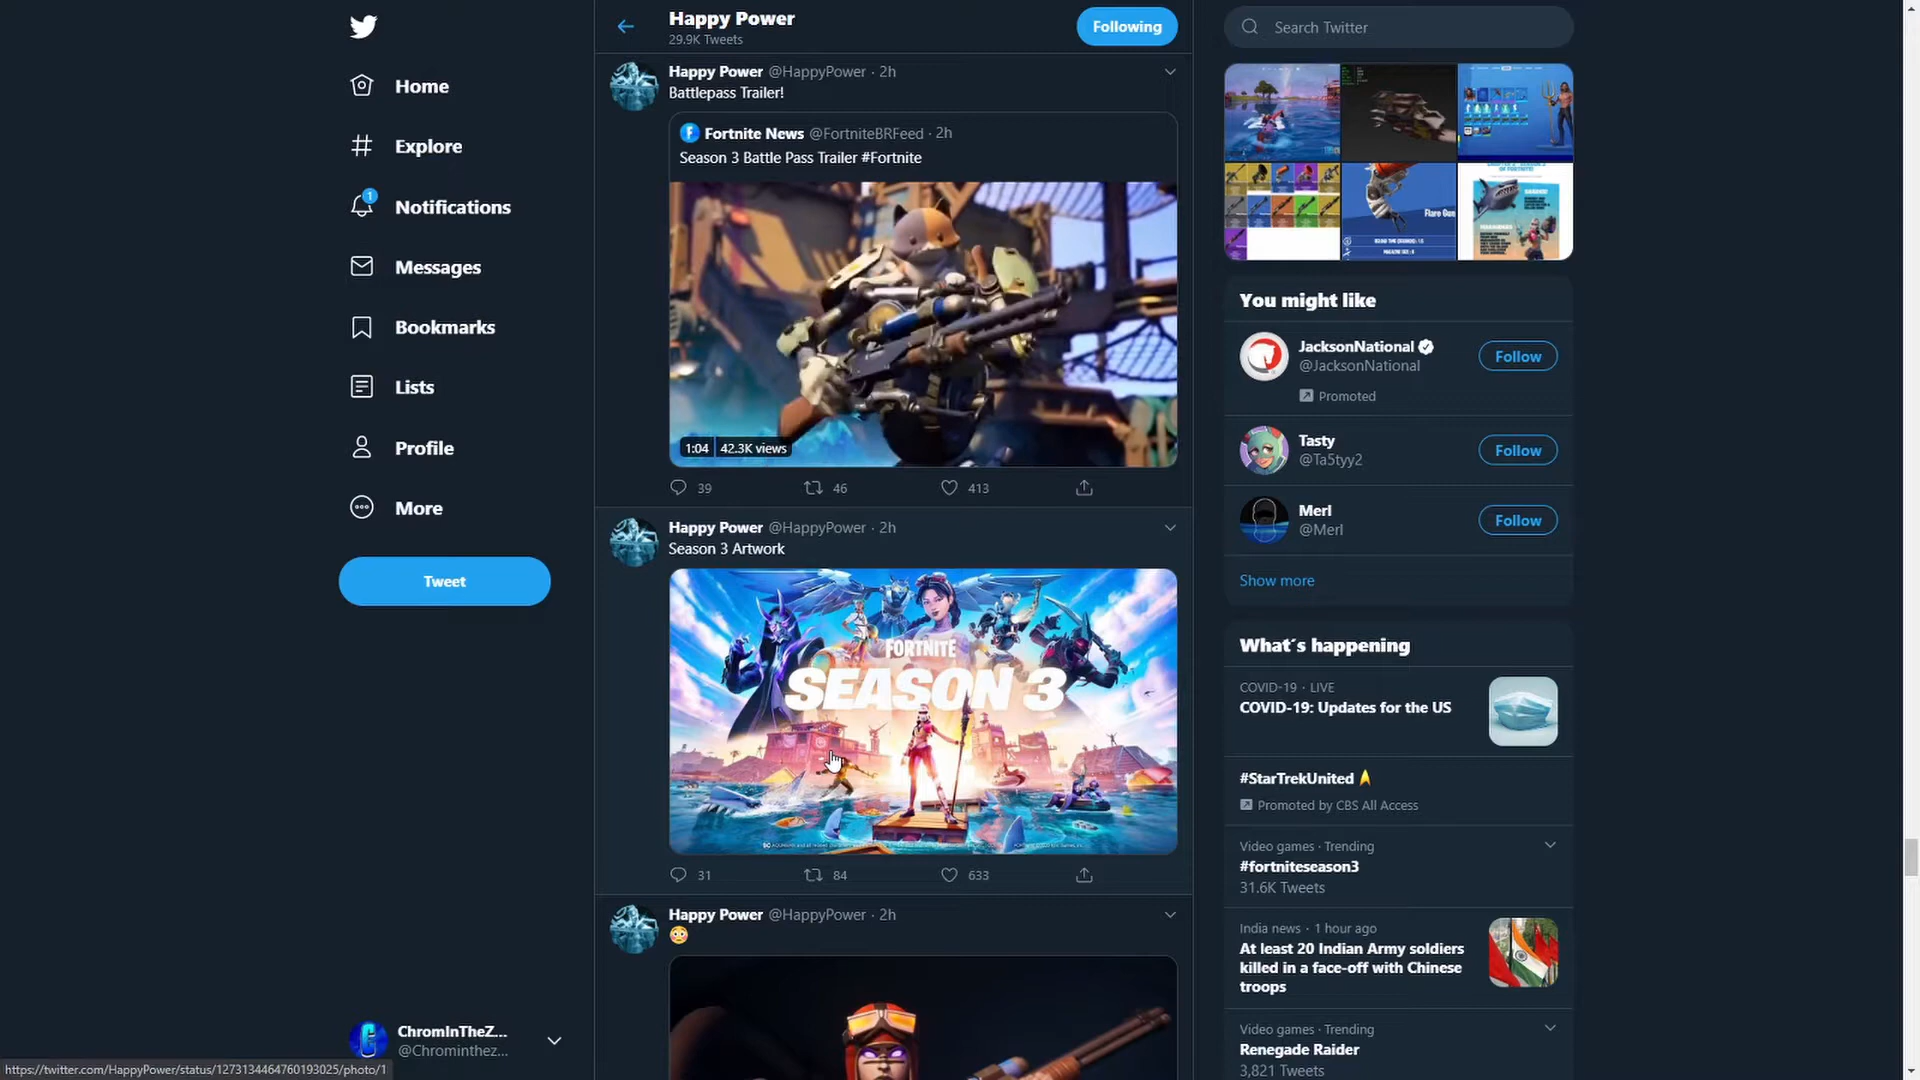 Home
Explore
1
Notifications
Messages
Bookmarks
Lists
Profile
More
Tweet
ChromInTheZ...
@Chrominthez...
https://twitter.com/HappyPower/status/1273134464760193025/photo/1
Happy Power
29.9K Tweets
Following
Happy Power @HappyPower · 2h
Battlepass Trailer!
Fortnite News @FortniteBRFeed · 2h
Season 3 Battle Pass Trailer #Fortnite
1:04 42.3K views
39 46 413
Happy Power @HappyPower · 2h
Season 3 Artwork
FORTNITE
SEASON 3
31 84 633
Happy Power @HappyPower · 2h
Search Twitter
Flare Gun
You might like
JacksonNational
@JacksonNational
Follow
Promoted
Tasty
@Ta5tyy2
Follow
Merl
@Merl
Follow
Show more
What's happening
COVID-19 · LIVE
COVID-19: Updates for the US
#StarTrekUnited
Promoted by CBS All Access
Video games · Trending
#fortniteseason3
31.6K Tweets
India news · 1 hour ago
At least 20 Indian Army soldiers
killed in a face-off with Chinese
troops
Video games · Trending
Renegade Raider
3,821 Tweets